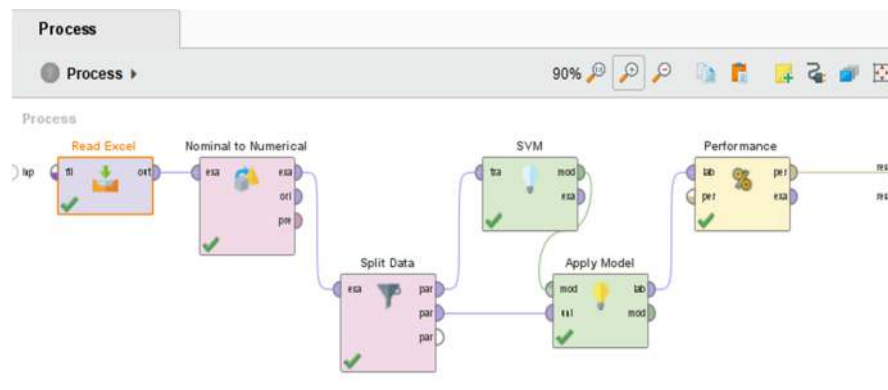 Process
Process
90%
Process
Read Excel
Nominal to Numerical
SVM
Performance
inp
fil
out
exa
exa
ori
pre
tra
mod
exa
lab
per
per
exa
res
res
Split Data
Apply Model
exa
par
par
par
mod
unl
lab
mod